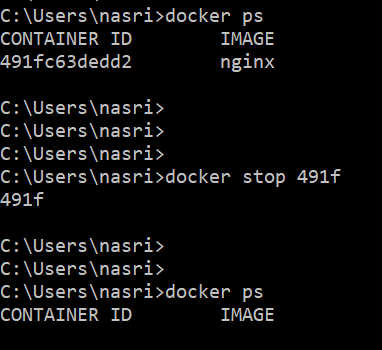 C:\Users\nasri>docker ps
CONTAINER ID        IMAGE
491fc63dedd2        nginx
C:\Users\nasri>
C:\Users\nasri>
C:\Users\nasri>
C:\Users\nasri>docker stop 491f
491f
C:\Users\nasri>
C:\Users\nasri>
C:\Users\nasri>docker ps
CONTAINER ID        IMAGE